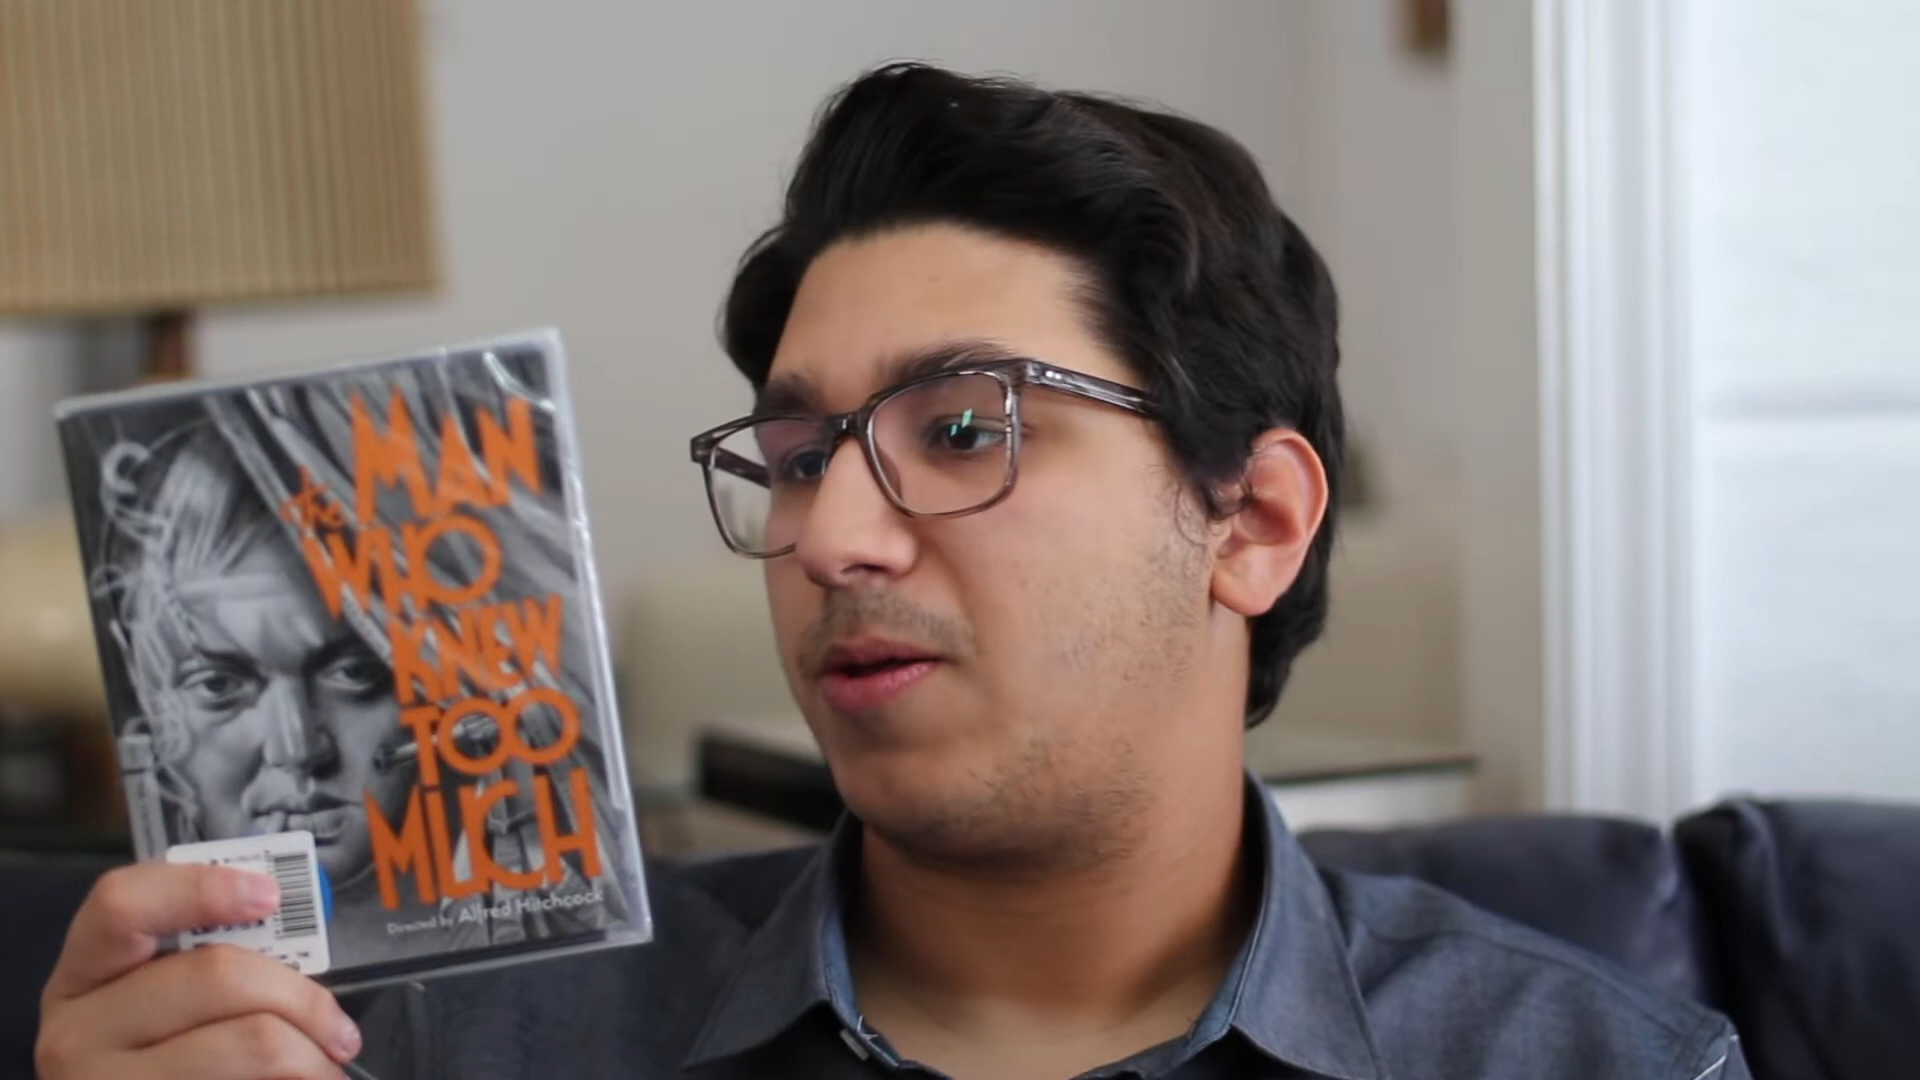 the MAN
WHO
KNEW
TOO
MUCH
Directed by Alfred Hitchcock